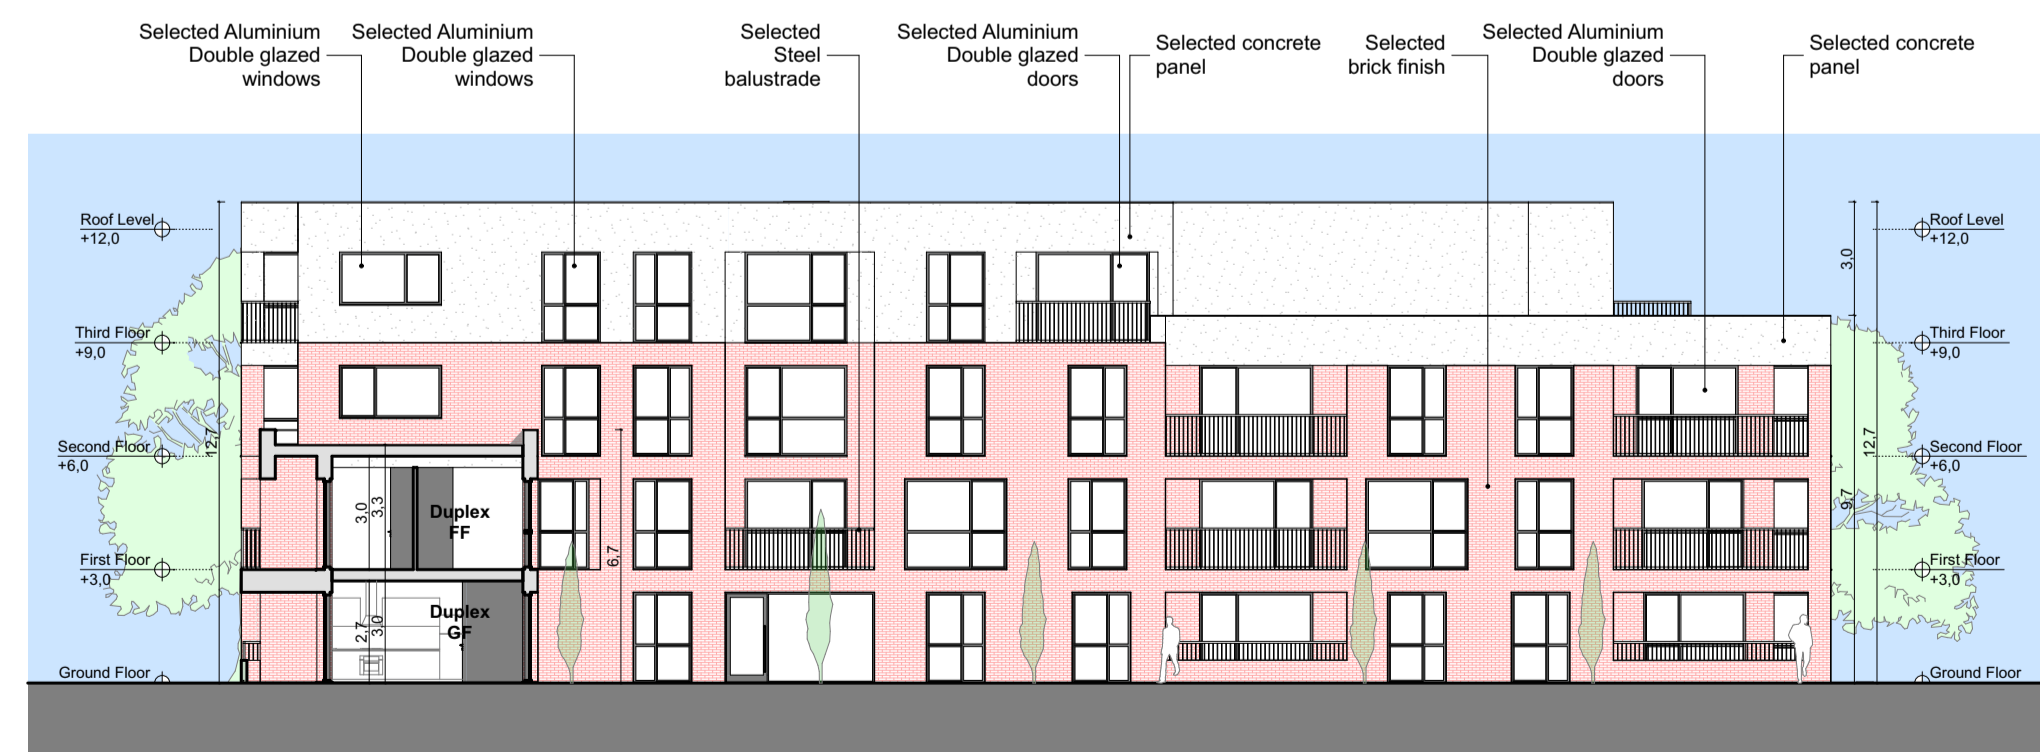 Selected Aluminium
Double glazed
windows
Selected Aluminium
Double glazed
windows
Selected
Steel
balustrade
Selected Aluminium
Double glazed
doors
Selected concrete
panel
Selected
brick finish
Selected Aluminium
Double glazed
doors
Selected concrete
panel
Roof Level
+12,0
Third Floor
+9,0
Second Floor
+6,0
First Floor
+3,0
Ground Floor
12,7
3,0
3,3
Duplex
FF
2,7
3,0
Duplex
GF
6,7
3,0
12,7
9,7
Roof Level
+12,0
Third Floor
+9,0
Second Floor
+6,0
First Floor
+3,0
Ground Floor